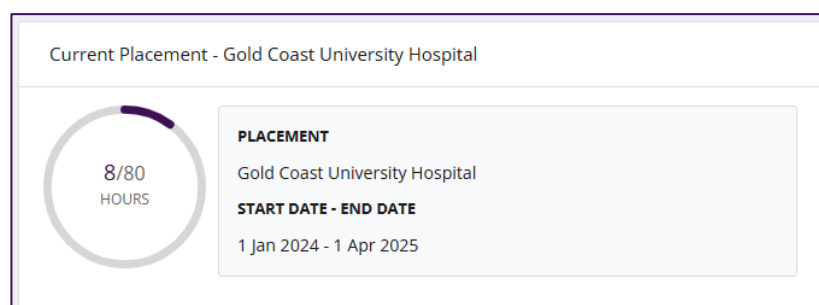 Current Placement - Gold Coast University Hospital
8/80
HOURS
PLACEMENT
Gold Coast University Hospital
START DATE - END DATE
1 Jan 2024 - 1 Apr 2025